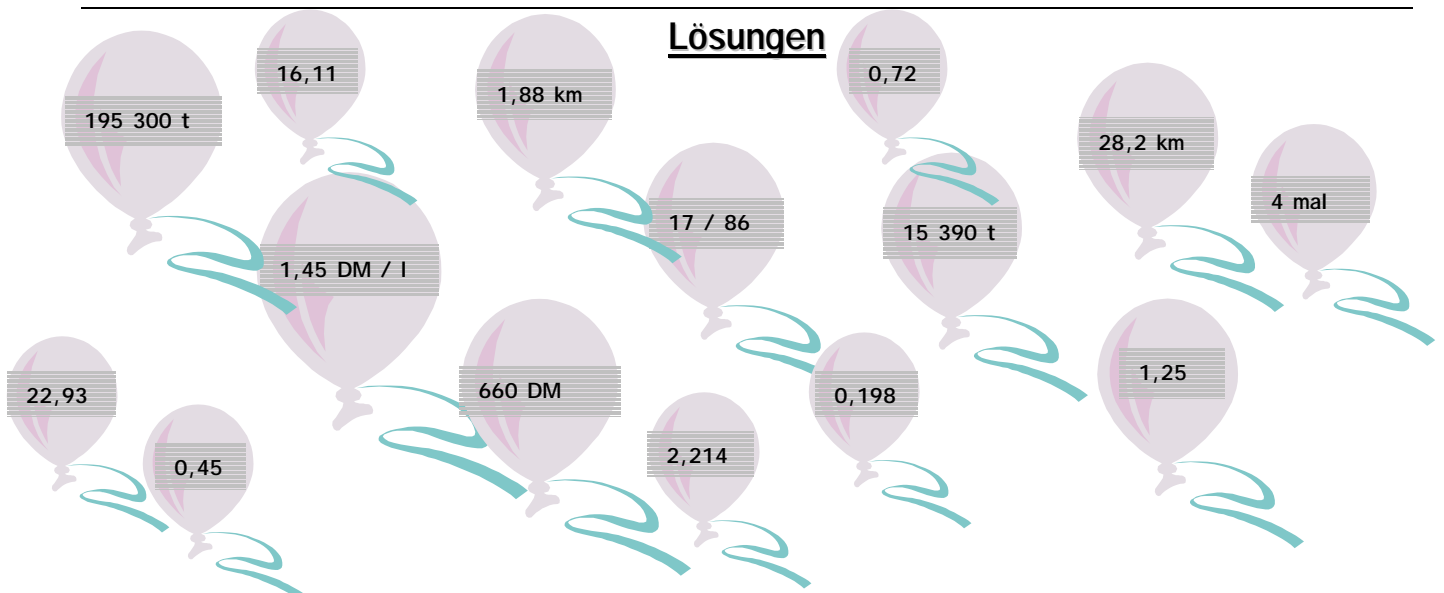 Lösungen
195 300 t
16,11
1,88 km
0,72
28,2 km
4 mal
17 / 86
15 390 t
1,45 DM / l
22,93
660 DM
0,198
1,25
0,45
2,214